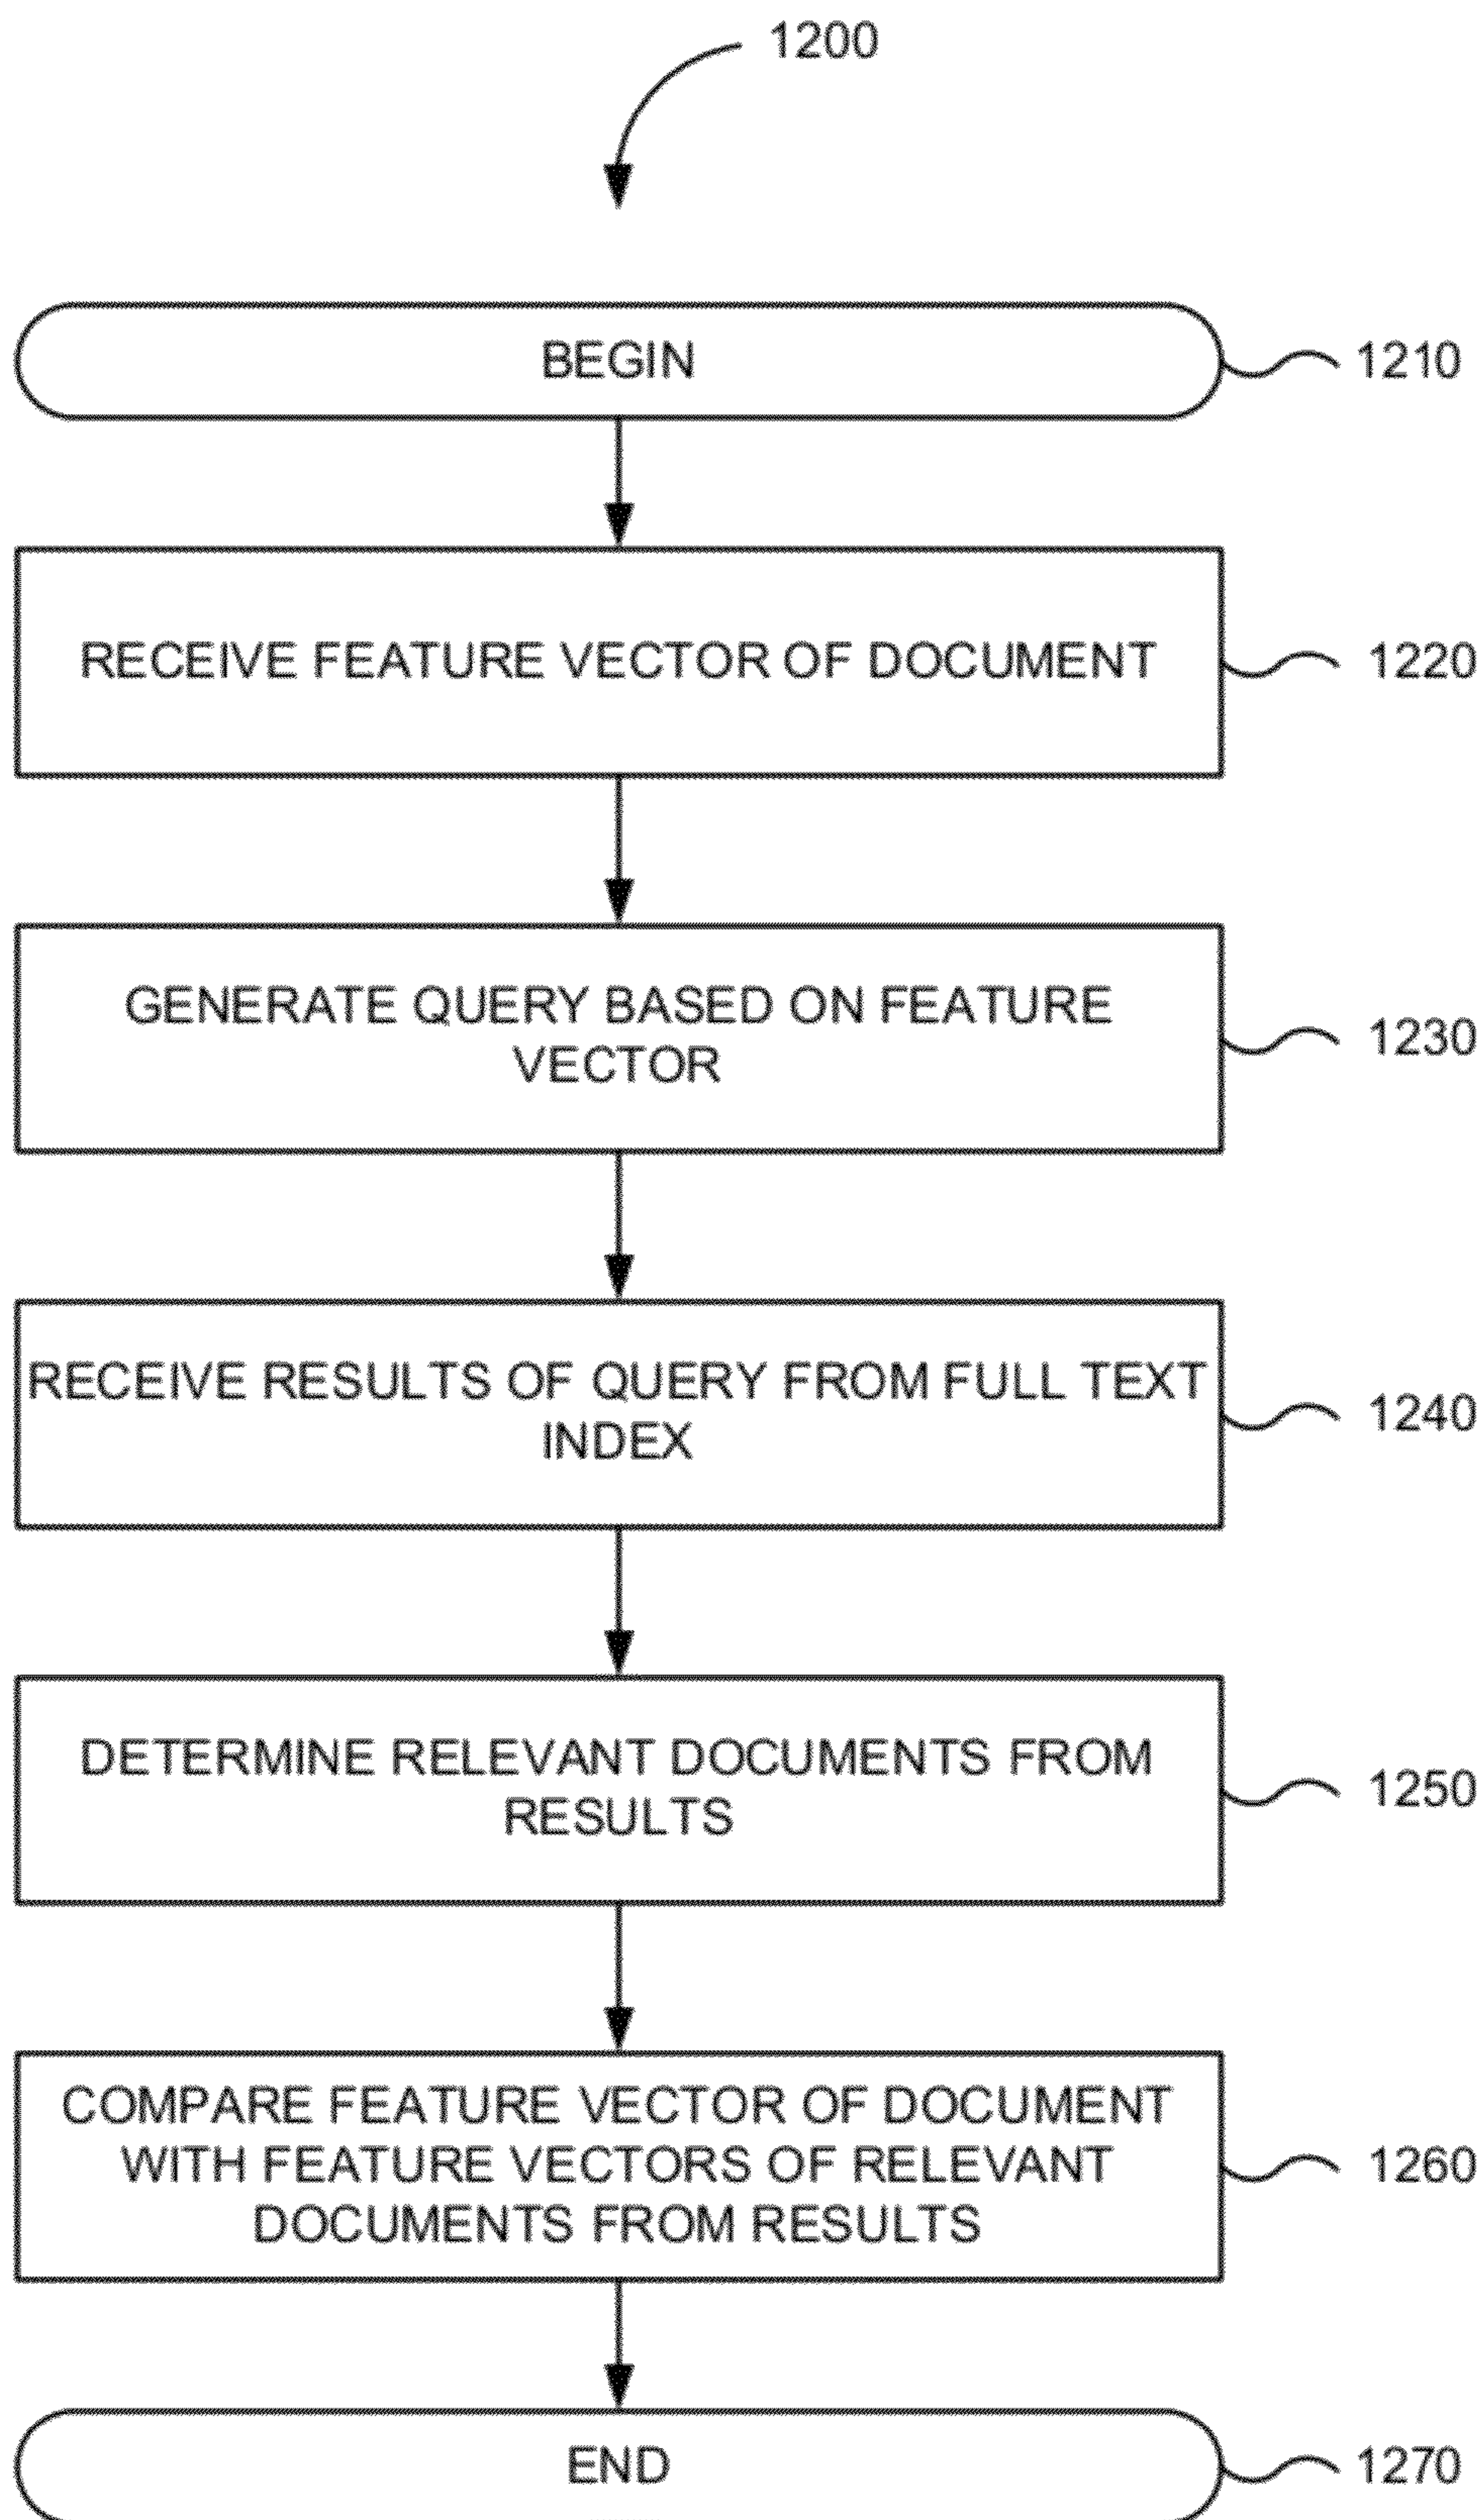 1200
BEGIN
1210
RECEIVE FEATURE VECTOR OF DOCUMENT
1220
GENERATE QUERY BASED ON FEATURE
VECTOR
1230
RECEIVE RESULTS OF QUERY FROM FULL TEXT
INDEX
1240
DETERMINE RELEVANT DOCUMENTS FROM
RESULTS
1250
COMPARE FEATURE VECTOR OF DOCUMENT
WITH FEATURE VECTORS OF RELEVANT
DOCUMENTS FROM RESULTS
1260
END
1270